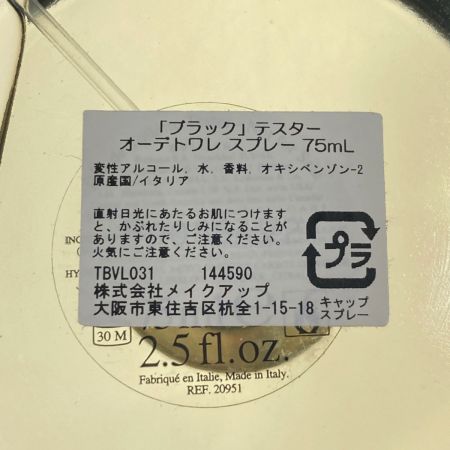 「ブラック」テスター
オーデトワレ スプレー 75mL
変性アルコール, 水, 香料, オキシベンゾン-2
原産国/イタリア
直射日光にあたるお肌につけます
と、かぶれたりしみになることが
ありますので、ご注意ください。
火気にご注意ください。
プラ
TBVL031 144590
株式会社メイクアップ
大阪市東住吉区杭全1-15-18
キャップ
スプレー
30 M
2.5 fl.oz.
Fabriqué en Italie, Made in Italy.
REF. 20951